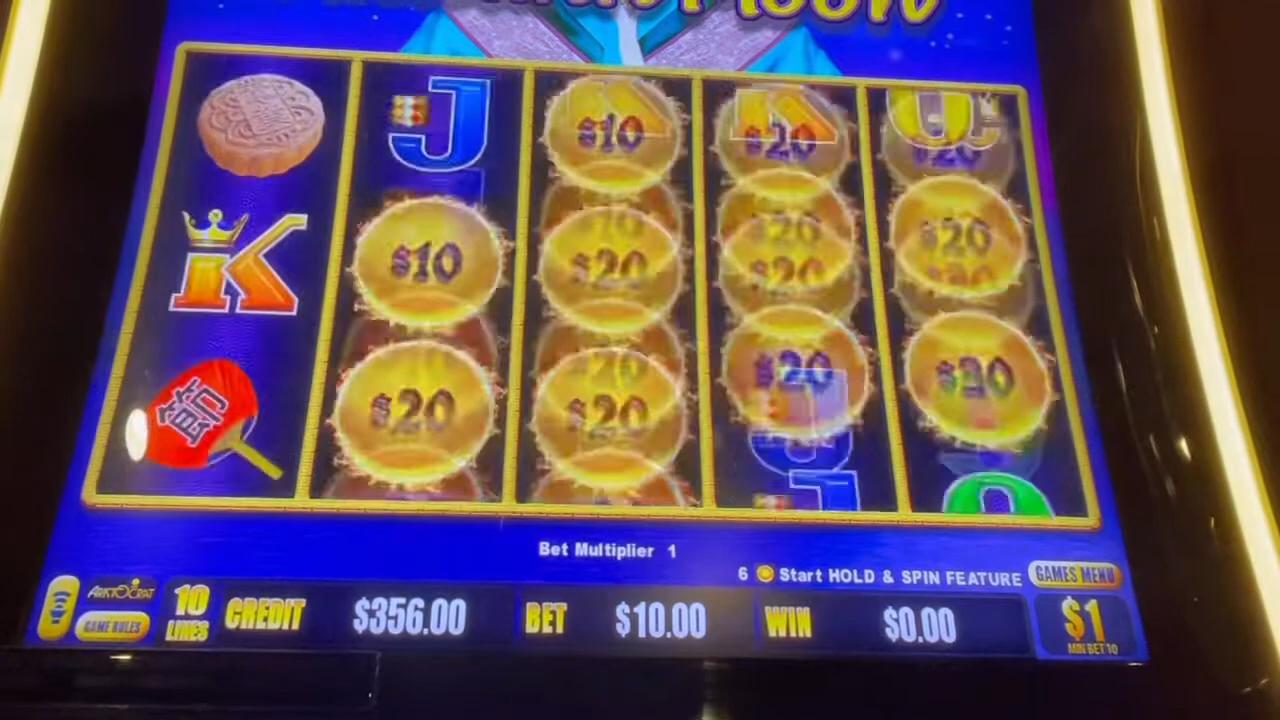 Moon
J
$10
$20
$20
K
$10
$20
$20
$20
$20
$20
$20
$20
$20
Bet Multiplier 1
6 Start HOLD & SPIN FEATURE
GAMES MENU
ARISTOCRAT
GAME RULES
10 LINES
CREDIT $356.00
BET $10.00
WIN $0.00
$1
MIN BET 10